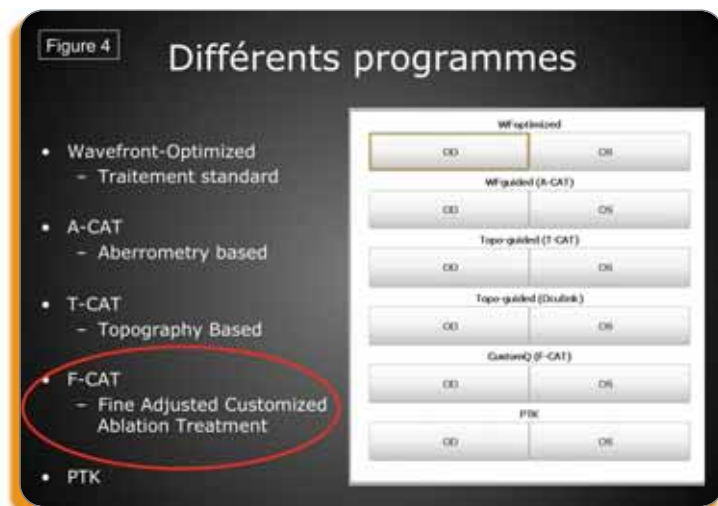 Figure 4
Différents programmes
• Wavefront-Optimized
– Traitement standard
• A-CAT
– Aberrometry based
• T-CAT
– Topography Based
• F-CAT
– Fine Adjusted Customized
Ablation Treatment
• PTK
WFoptimized
OD OS
WFguided (A-CAT)
OD OS
Topo-guided (T-CAT)
OD OS
Topo-guided (Oculink)
OD OS
CustomQ (F-CAT)
OD OS
PTK
OD OS